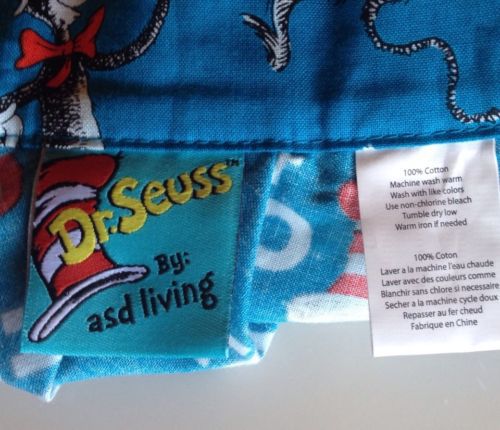 Dr. Seuss™
By:
asd living
100% Cotton
Machine wash warm
Wash with like colors
Use non-chlorine bleach
Tumble dry low
Warm iron if needed
100% Coton
Laver a la machine l'eau chaude
Laver avec des couleurs comme
Blanchir sans chlore si necessaire
Secher a la machine cycle doux
Repasser au fer cheud
Fabrique en Chine